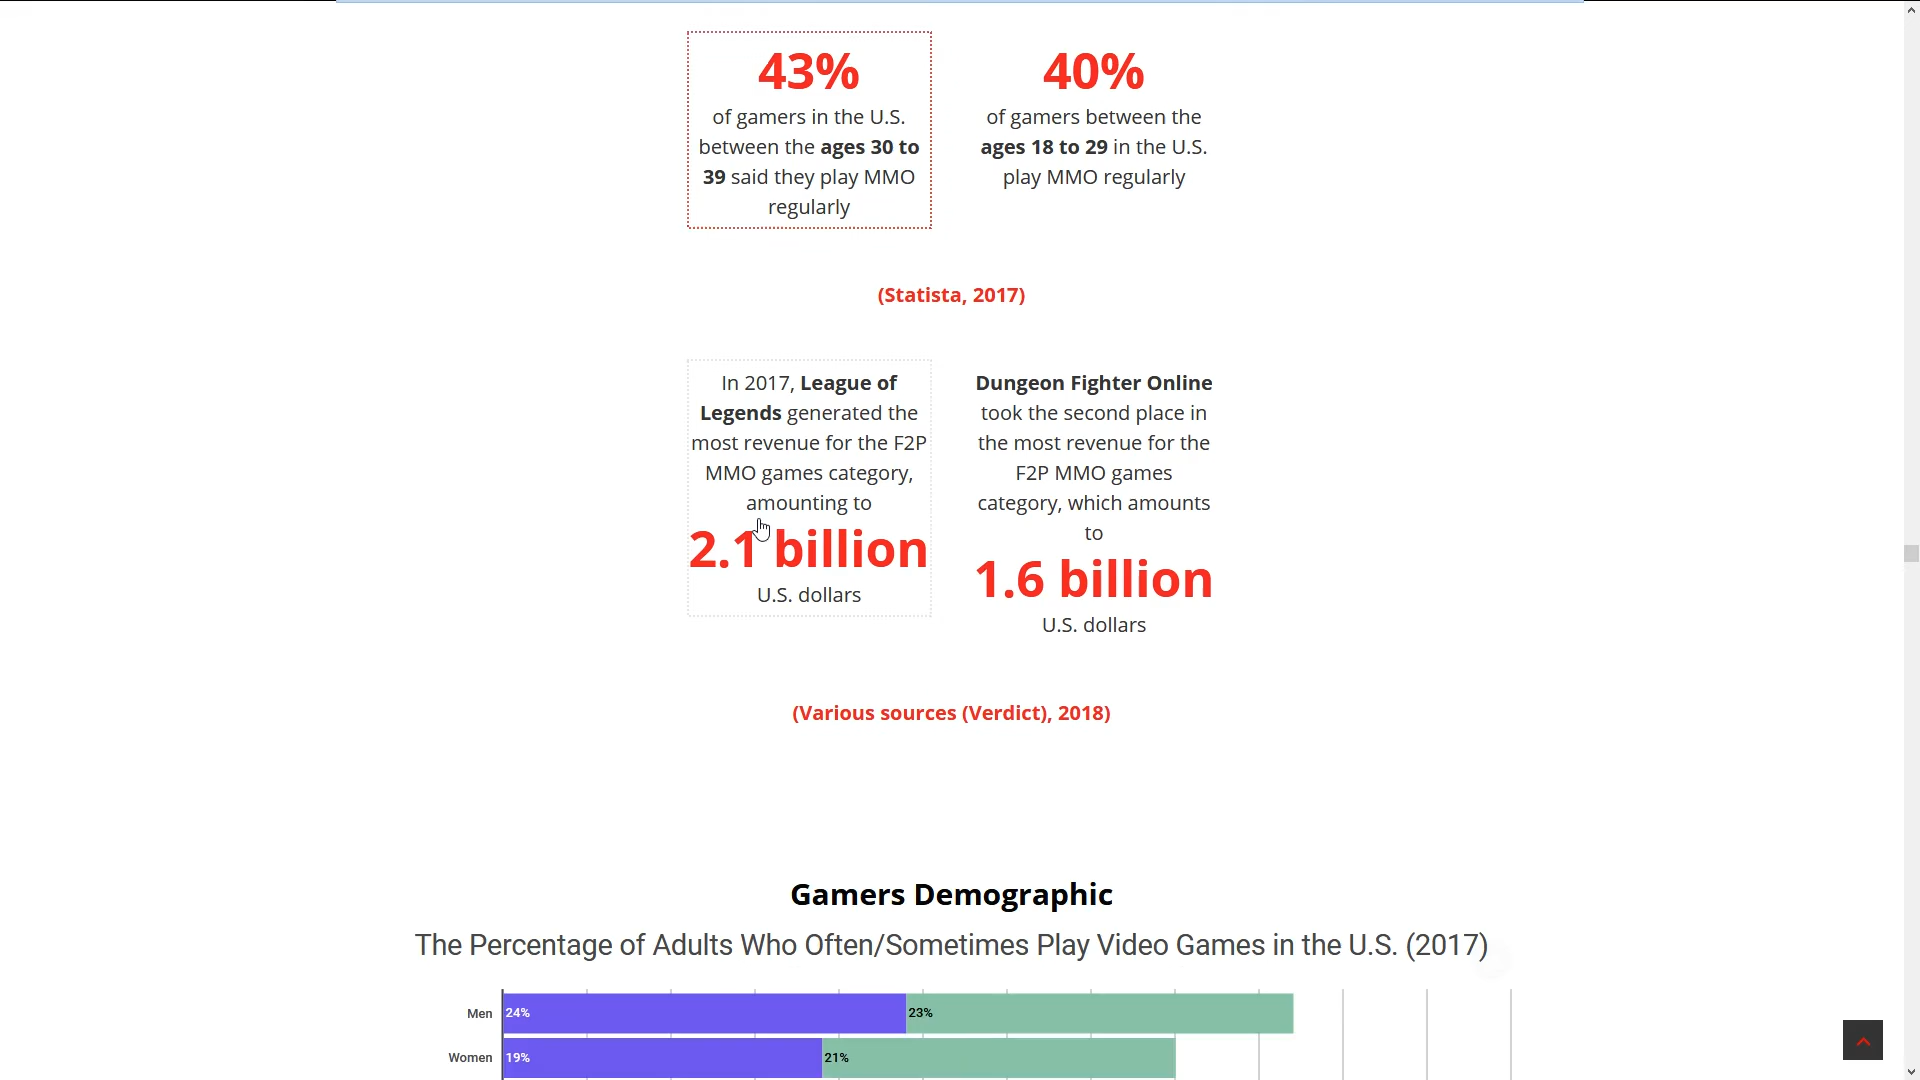 43%
of gamers in the U.S.
between the ages 30 to
39 said they play MMO
regularly
40%
of gamers between the
ages 18 to 29 in the U.S.
play MMO regularly
(Statista, 2017)
In 2017, League of
Legends generated the
most revenue for the F2P
MMO games category,
amounting to
2.1 billion
U.S. dollars
Dungeon Fighter Online
took the second place in
the most revenue for the
F2P MMO games
category, which amounts
to
1.6 billion
U.S. dollars
(Various sources (Verdict), 2018)
Gamers Demographic
The Percentage of Adults Who Often/Sometimes Play Video Games in the U.S. (2017)
Men 24% 23%
Women 19% 21%